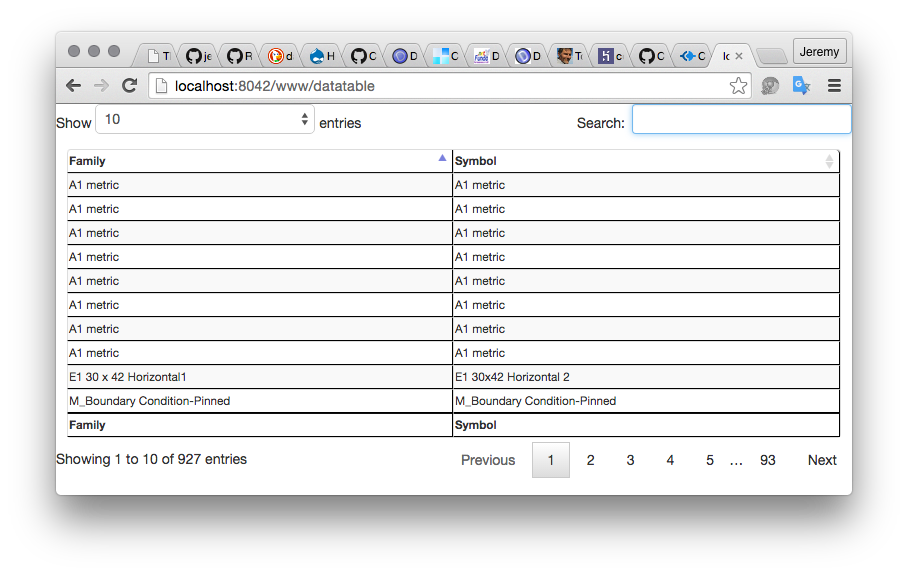 T je R d H C D C D To c C C lo Jeremy
localhost:8042/www/datatable
Show 10 entries Search:
Family Symbol
A1 metric A1 metric
A1 metric A1 metric
A1 metric A1 metric
A1 metric A1 metric
A1 metric A1 metric
A1 metric A1 metric
A1 metric A1 metric
A1 metric A1 metric
E1 30 x 42 Horizontal1 E1 30x42 Horizontal 2
M_Boundary Condition-Pinned M_Boundary Condition-Pinned
Family Symbol
Showing 1 to 10 of 927 entries Previous 1 2 3 4 5 … 93 Next